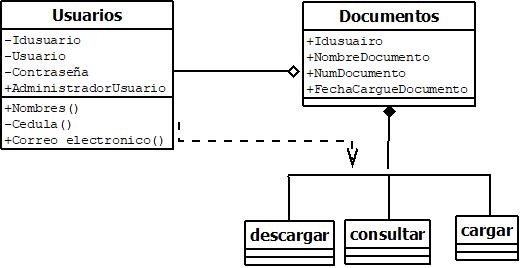 Usuarios
-Idusuario
-Usuario
-Contraseña
+AdministradorUsuario
+Nombres()
-Cedula()
+Correo electronico()
Documentos
+Idusuairo
+NombreDocumento
+NumDocumento
+FechaCargueDocumento
descargar
consultar
cargar